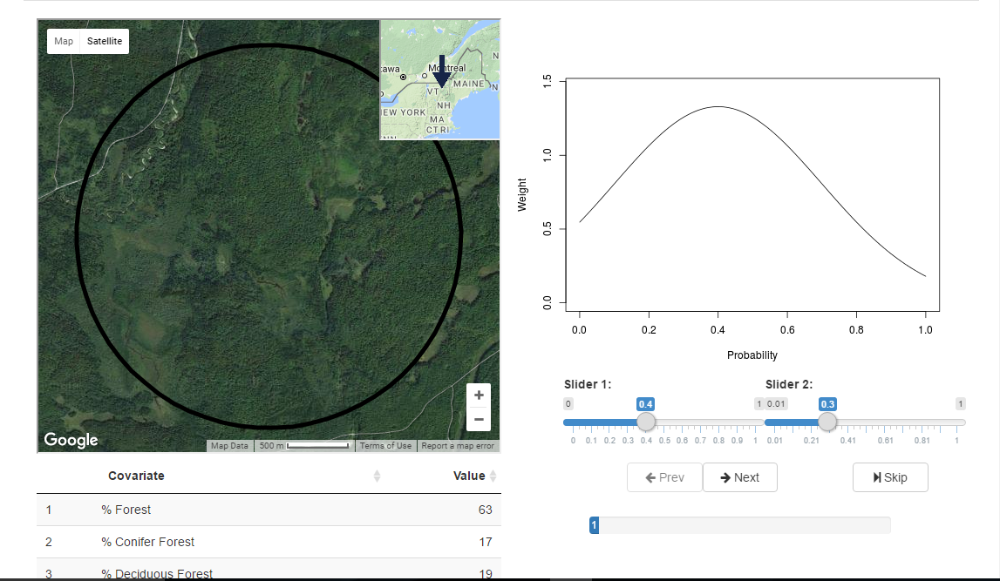 Map Satellite
tawa
Montreal
N
MAINE
VT
N
NH
EW YORK
MA
CT RI
Google
Map Data 500 m Terms of Use Report a map error
+
−
Covariate Value
1 % Forest 63
2 % Conifer Forest 17
3 % Deciduous Forest 19
1.5
1.0
0.5
0.0
Weight
0.0 0.2 0.4 0.6 0.8 1.0
Probability
Slider 1: Slider 2:
0 0.4 1 0.01 0.3 1
0 0.1 0.2 0.3 0.4 0.5 0.6 0.7 0.8 0.9 1 0.01 0.21 0.41 0.61 0.81 1
Prev Next Skip
1